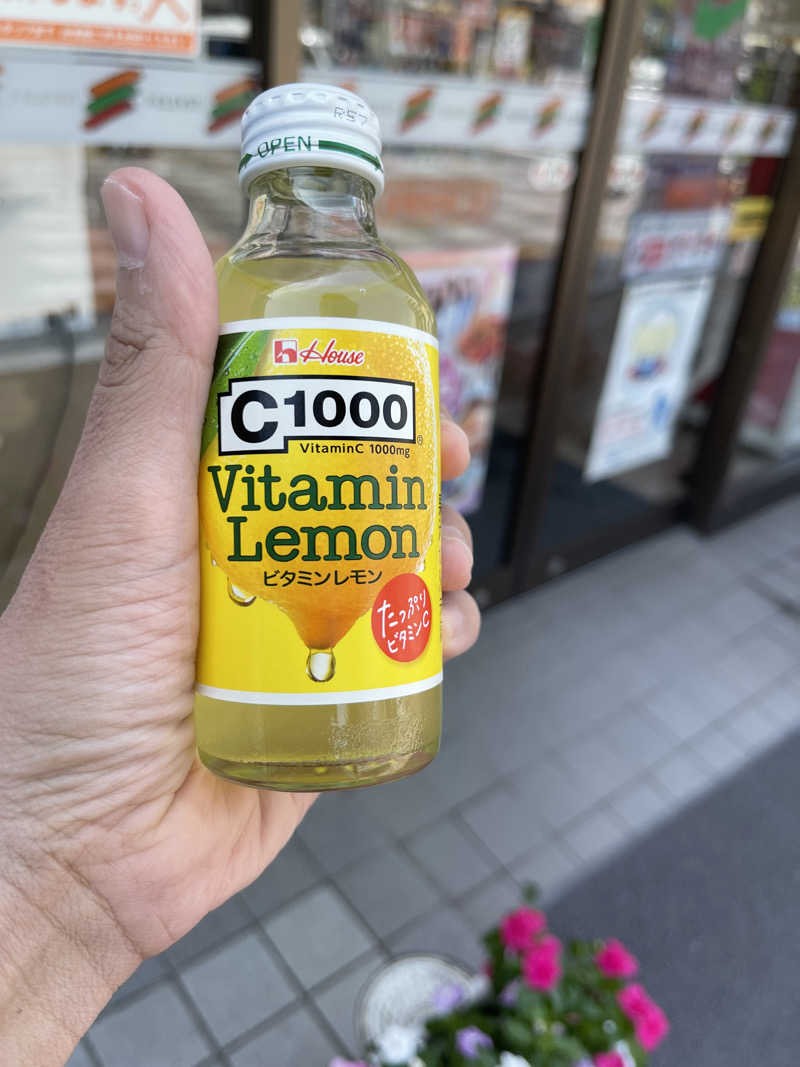 R57
OPEN
House
C1000
VitaminC 1000mg
Vitamin
Lemon
ビタミンレモン
たっぷり
ビタミンC